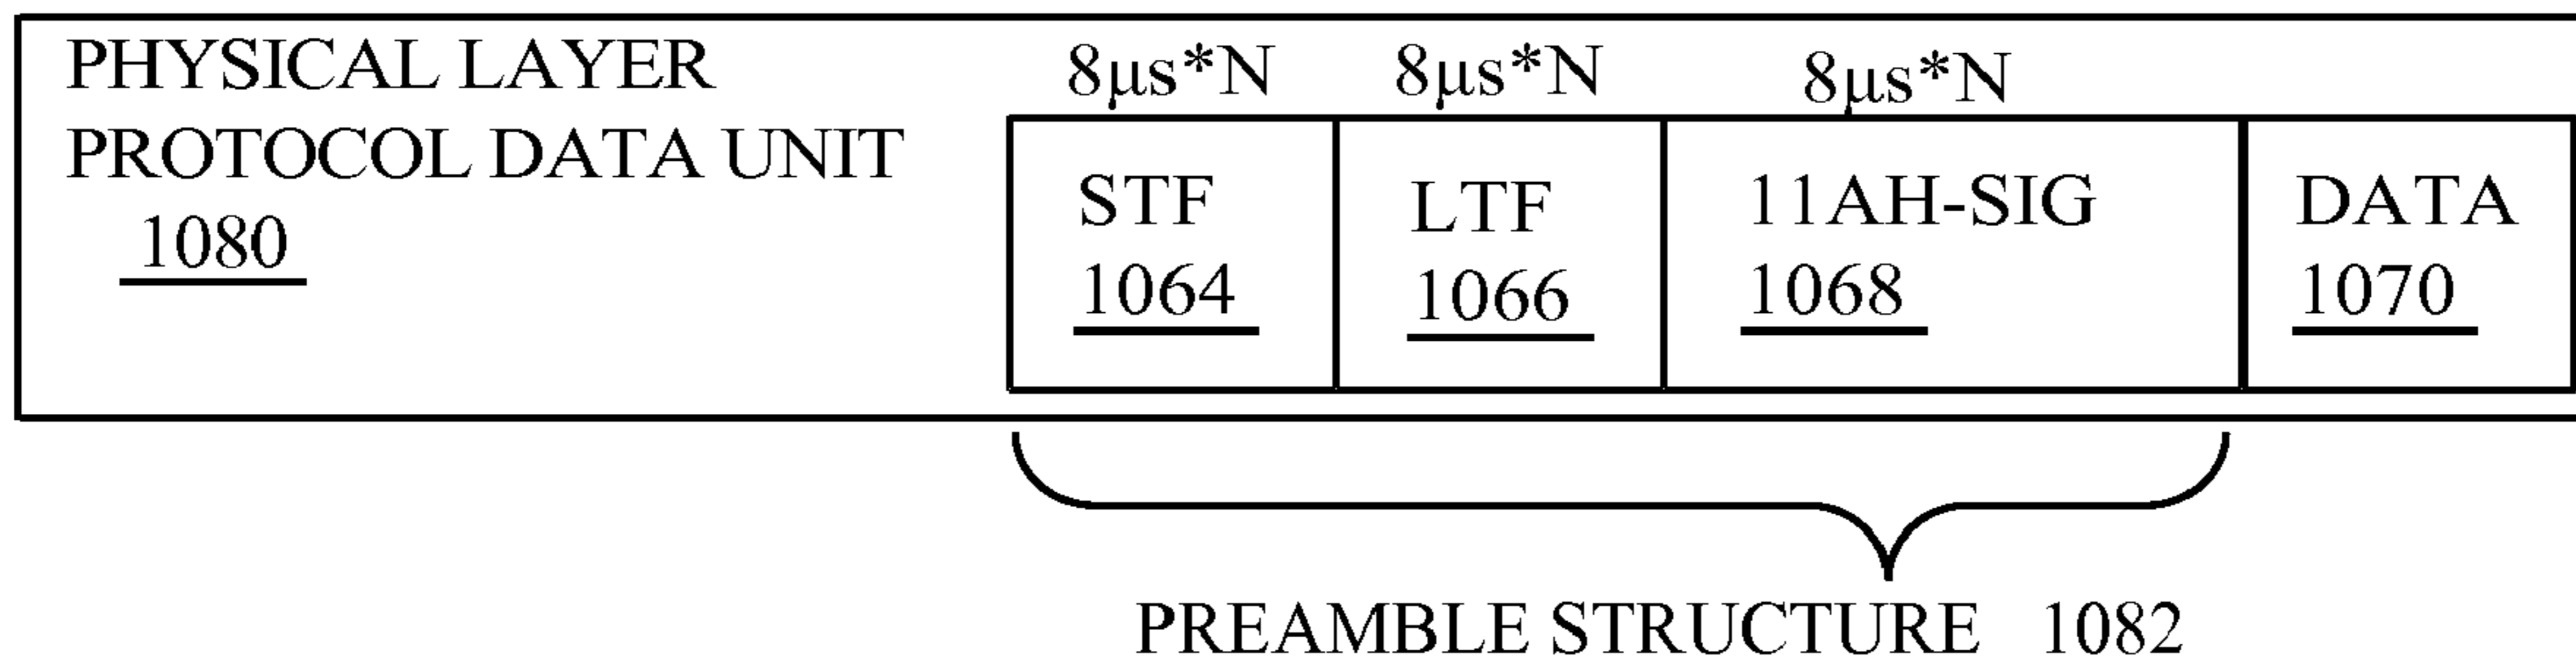 PHYSICAL LAYER
PROTOCOL DATA UNIT
1080
8μs*N 8μs*N 8μs*N
STF LTF 11AH-SIG DATA
1064 1066 1068 1070
PREAMBLE STRUCTURE 1082